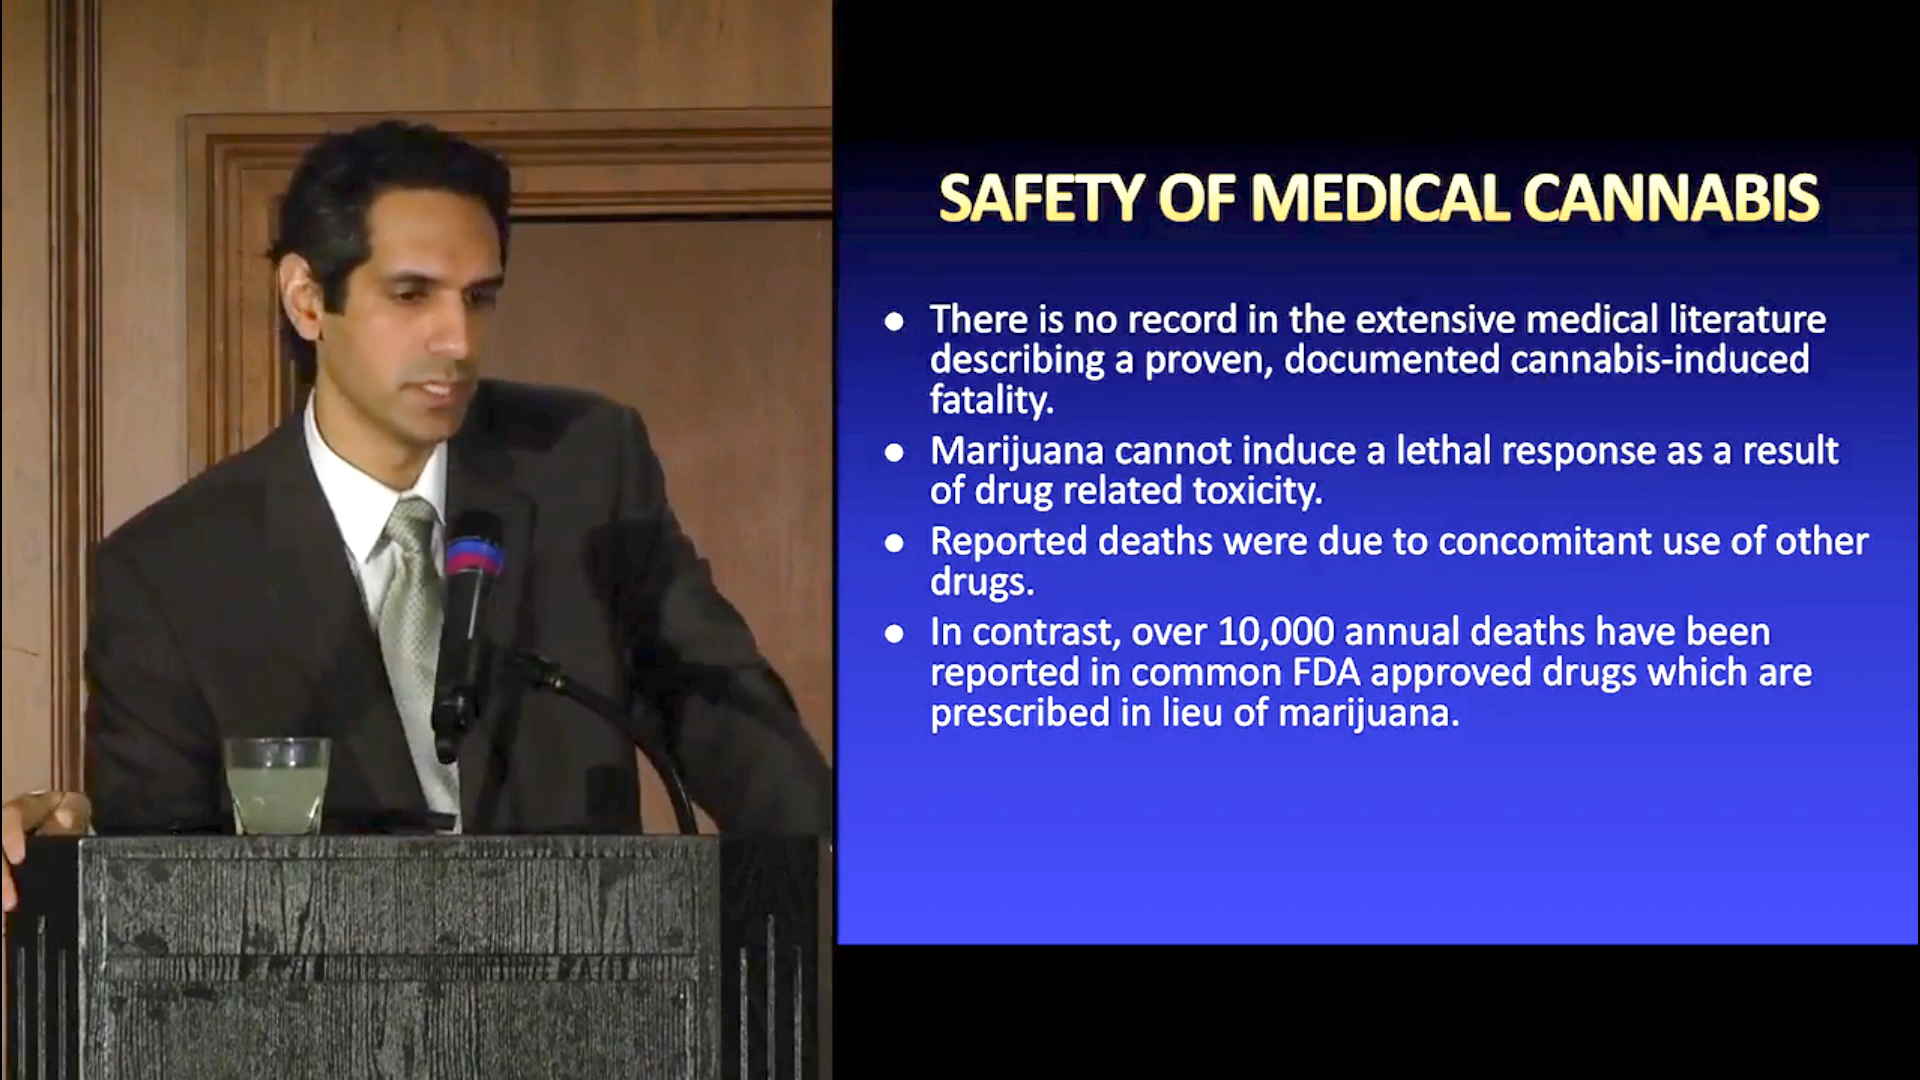 SAFETY OF MEDICAL CANNABIS
● There is no record in the extensive medical literature
describing a proven, documented cannabis-induced
fatality.
● Marijuana cannot induce a lethal response as a result
of drug related toxicity.
● Reported deaths were due to concomitant use of other
drugs.
● In contrast, over 10,000 annual deaths have been
reported in common FDA approved drugs which are
prescribed in lieu of marijuana.